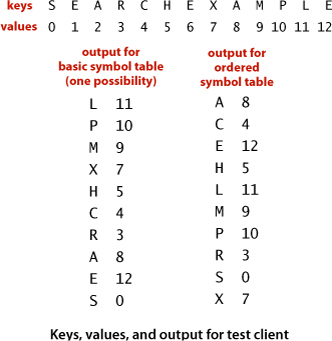 keys S E A R C H E X A M P L E
values 0 1 2 3 4 5 6 7 8 9 10 11 12
output for
basic symbol table
(one possibility)
L 11
P 10
M 9
X 7
H 5
C 4
R 3
A 8
E 12
S 0
output for
ordered
symbol table
A 8
C 4
E 12
H 5
L 11
M 9
P 10
R 3
S 0
X 7
Keys, values, and output for test client